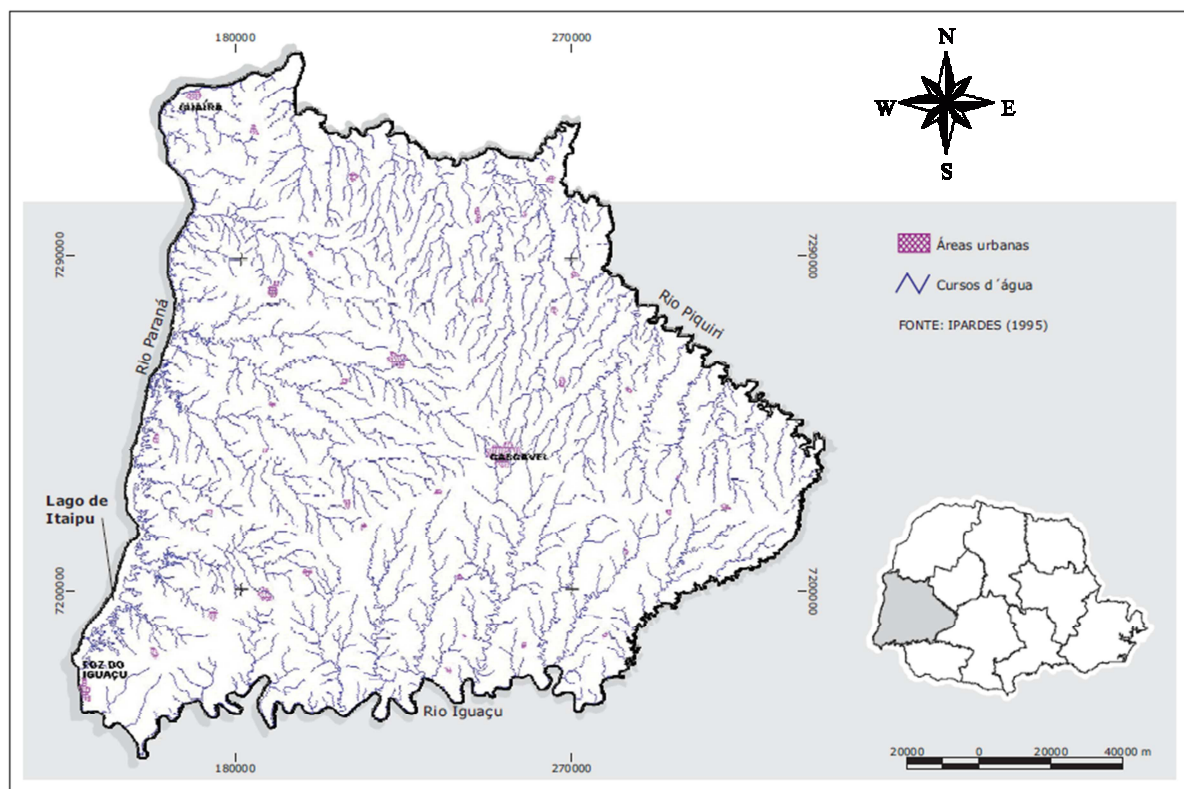 180000
270000
N
W
E
S
GUAÍRA
7290000
7290000
Áreas urbanas
Cursos d´água
FONTE: IPARDES (1995)
Rio Piquiri
Rio Paraná
CASCAVEL
Lago de
Itaipu
7200000
7200000
FOZ DO
IGUAÇU
Rio Iguaçu
180000
270000
20000
0
20000
40000 m